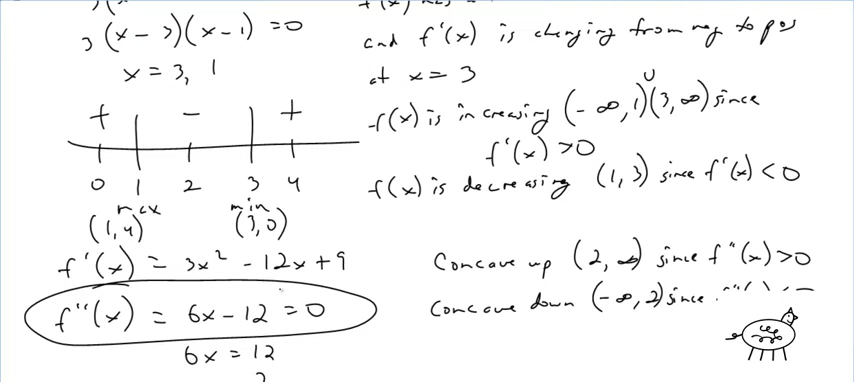 3(x-3)(x-1)=0
x = 3, 1
+ - +
0 1 2 3 4
max min
(1,4) (3,0)
f'(x) = 3x² - 12x + 9
f''(x) = 6x - 12 = 0
6x = 12
and f'(x) is changing from neg to pos
at x = 3
f(x) is increasing (-∞, 1) ∪ (3, ∞) since
f'(x) > 0
f(x) is decreasing (1, 3) since f'(x) < 0
Concave up (2, ∞) since f''(x) > 0
Concave down (-∞, 2) since